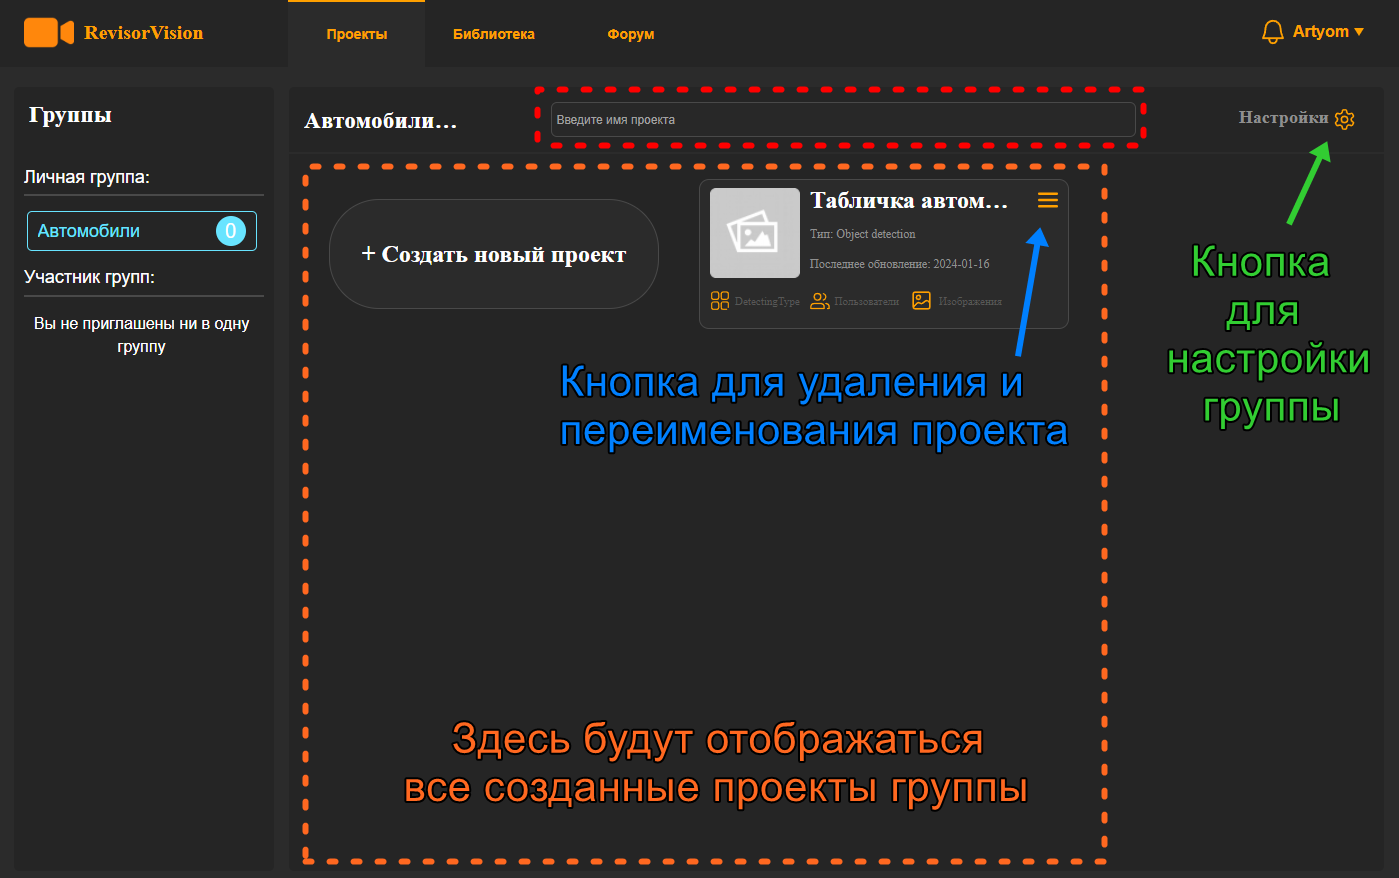 RevisorVision
Проекты
Библиотека
Форум
Artyom
Группы
Личная группа:
Автомобили
0
Участник групп:
Вы не приглашены ни в одну
группу
Автомобили...
Введите имя проекта
Настройки
+ Создать новый проект
Табличка автом...
Тип: Object detection
Последнее обновление: 2024-01-16
DetectingType
Пользователи
Изображения
Кнопка для удаления и
переименования проекта
Кнопка
для
настройки
группы
Здесь будут отображаться
все созданные проекты группы